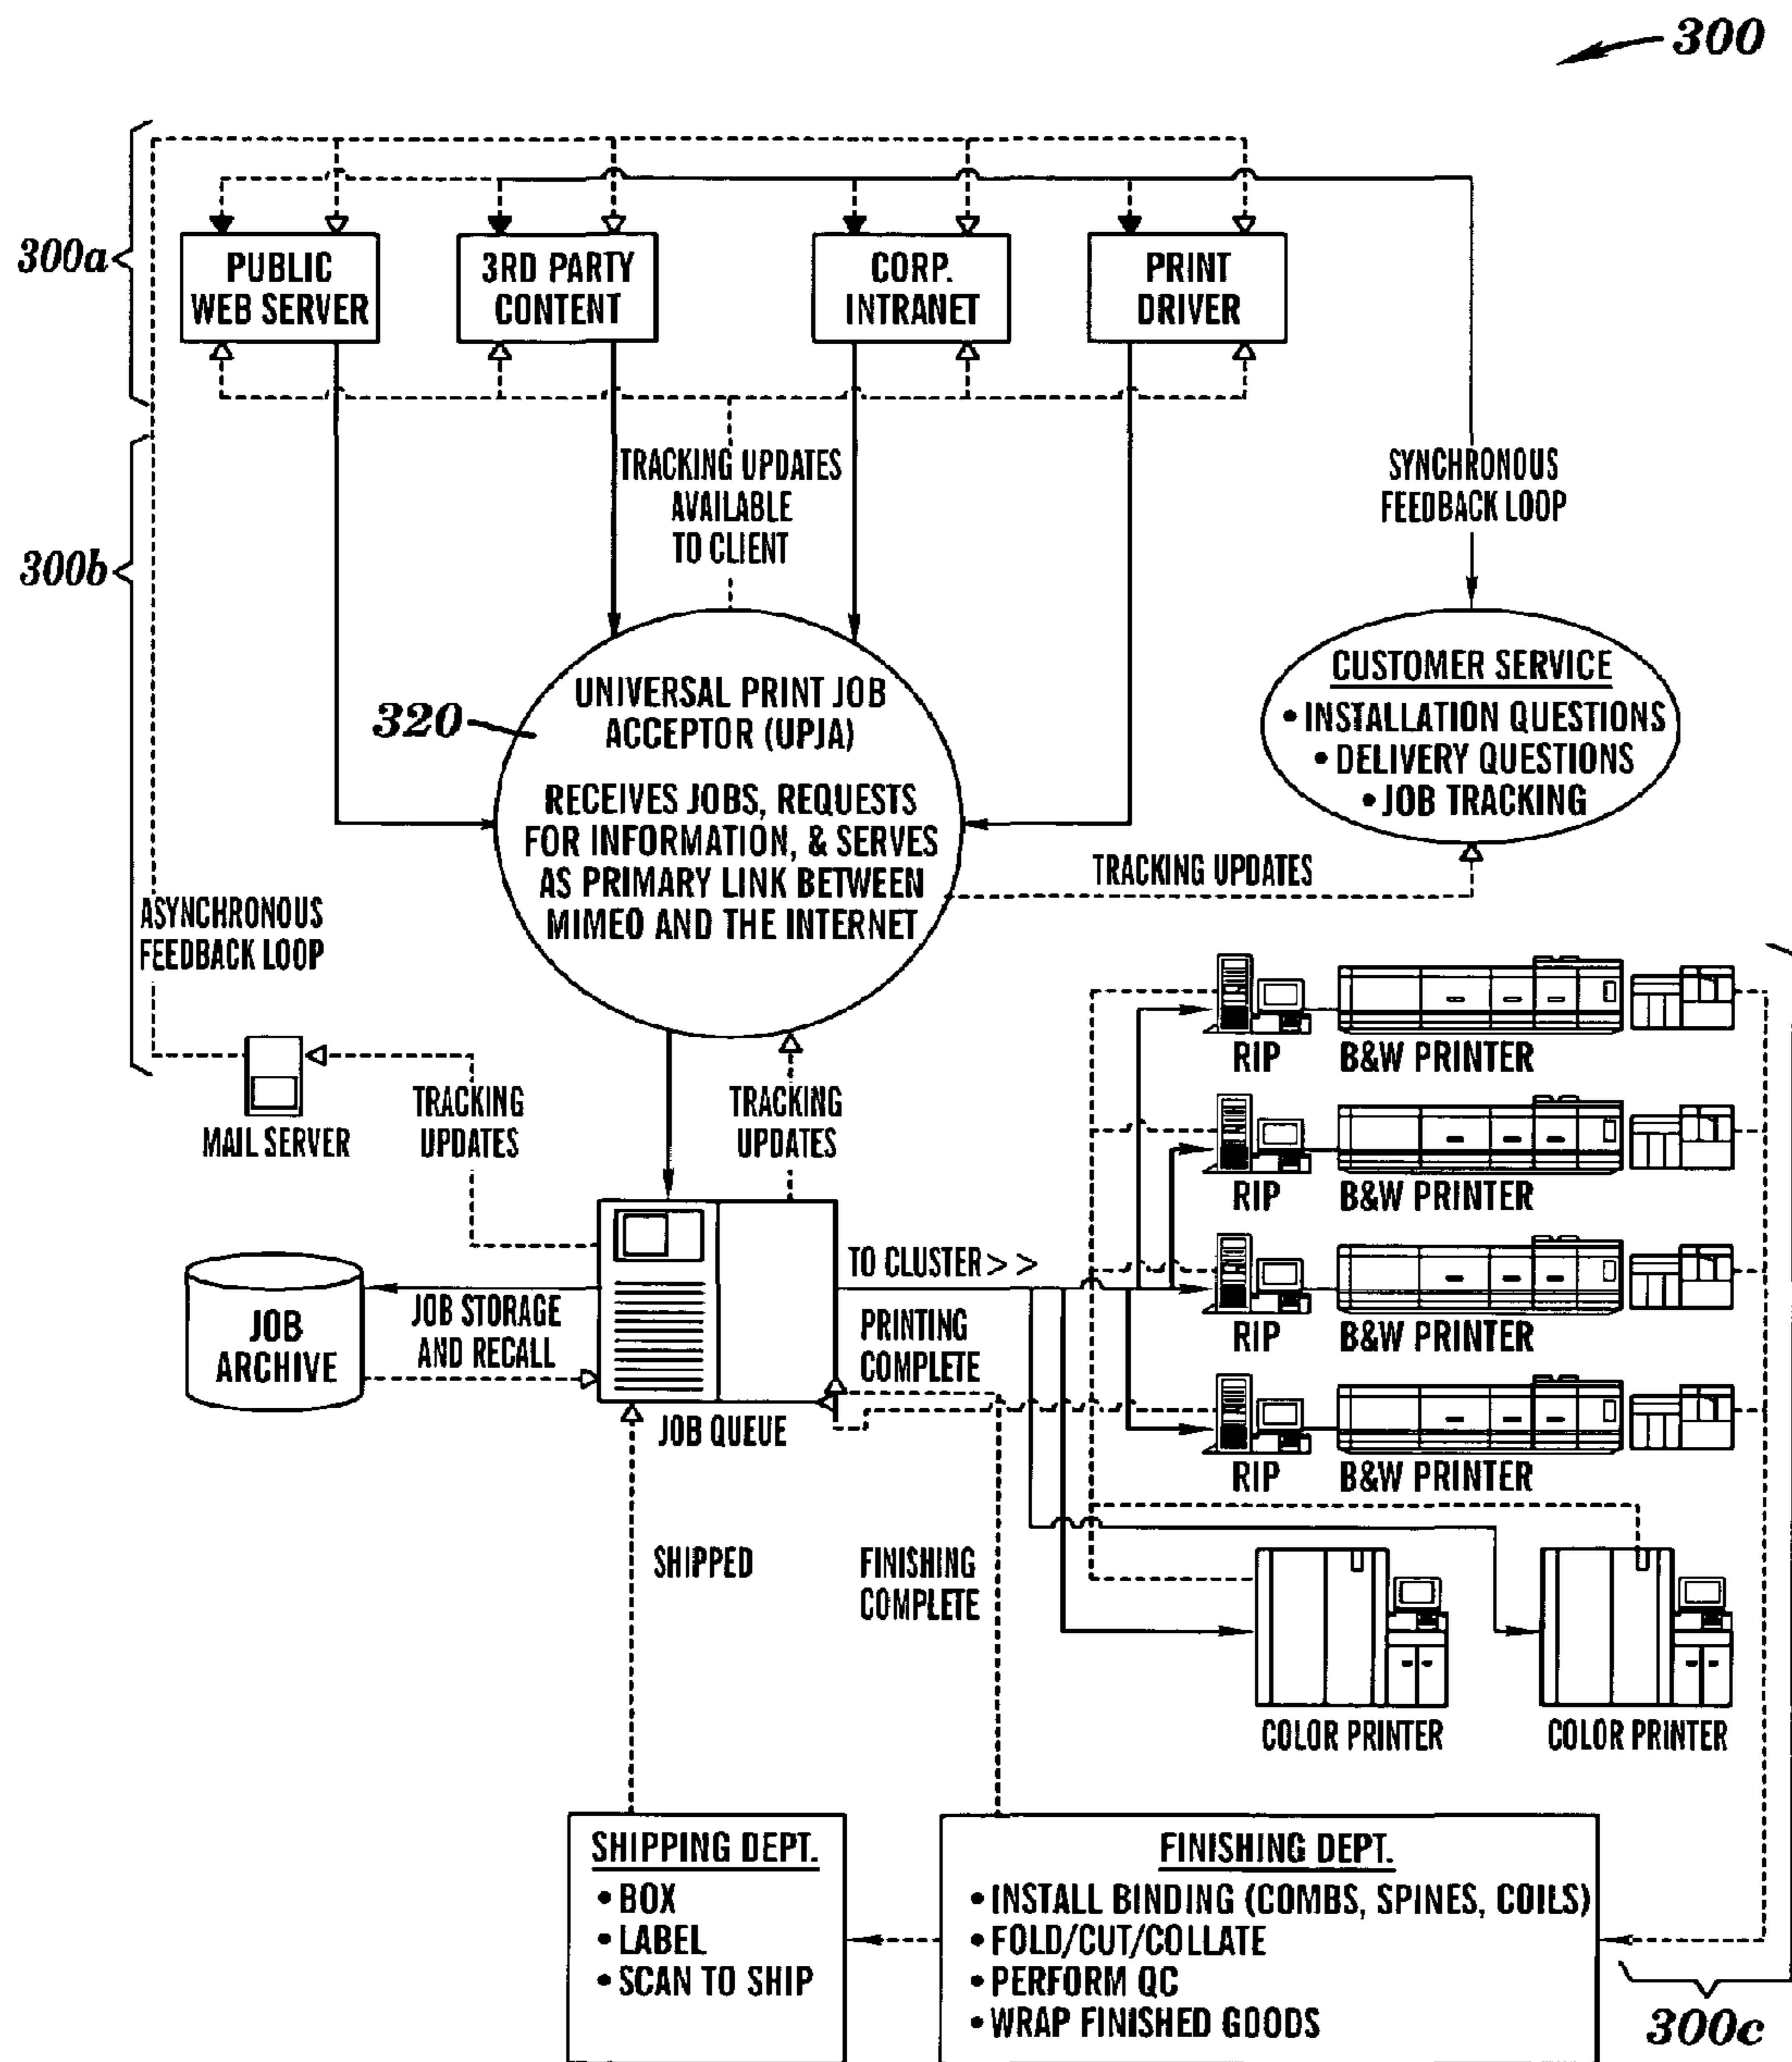 300
300a
PUBLIC
WEB SERVER
3RD PARTY
CONTENT
CORP.
INTRANET
PRINT
DRIVER
TRACKING UPDATES
AVAILABLE
TO CLIENT
SYNCHRONOUS
FEEDBACK LOOP
300b
320
UNIVERSAL PRINT JOB
ACCEPTOR (UPJA)
RECEIVES JOBS, REQUESTS
FOR INFORMATION, & SERVES
AS PRIMARY LINK BETWEEN
MIMEO AND THE INTERNET
CUSTOMER SERVICE
• INSTALLATION QUESTIONS
• DELIVERY QUESTIONS
• JOB TRACKING
TRACKING UPDATES
ASYNCHRONOUS
FEEDBACK LOOP
MAIL SERVER
TRACKING
UPDATES
TRACKING
UPDATES
RIP
B&W PRINTER
RIP
B&W PRINTER
RIP
B&W PRINTER
RIP
B&W PRINTER
JOB
ARCHIVE
JOB STORAGE
AND RECALL
TO CLUSTER > >
PRINTING
COMPLETE
JOB QUEUE
SHIPPED
FINISHING
COMPLETE
COLOR PRINTER
COLOR PRINTER
SHIPPING DEPT.
• BOX
• LABEL
• SCAN TO SHIP
FINISHING DEPT.
• INSTALL BINDING (COMBS, SPINES, COILS)
• FOLD/CUT/COLLATE
• PERFORM QC
• WRAP FINISHED GOODS
300c